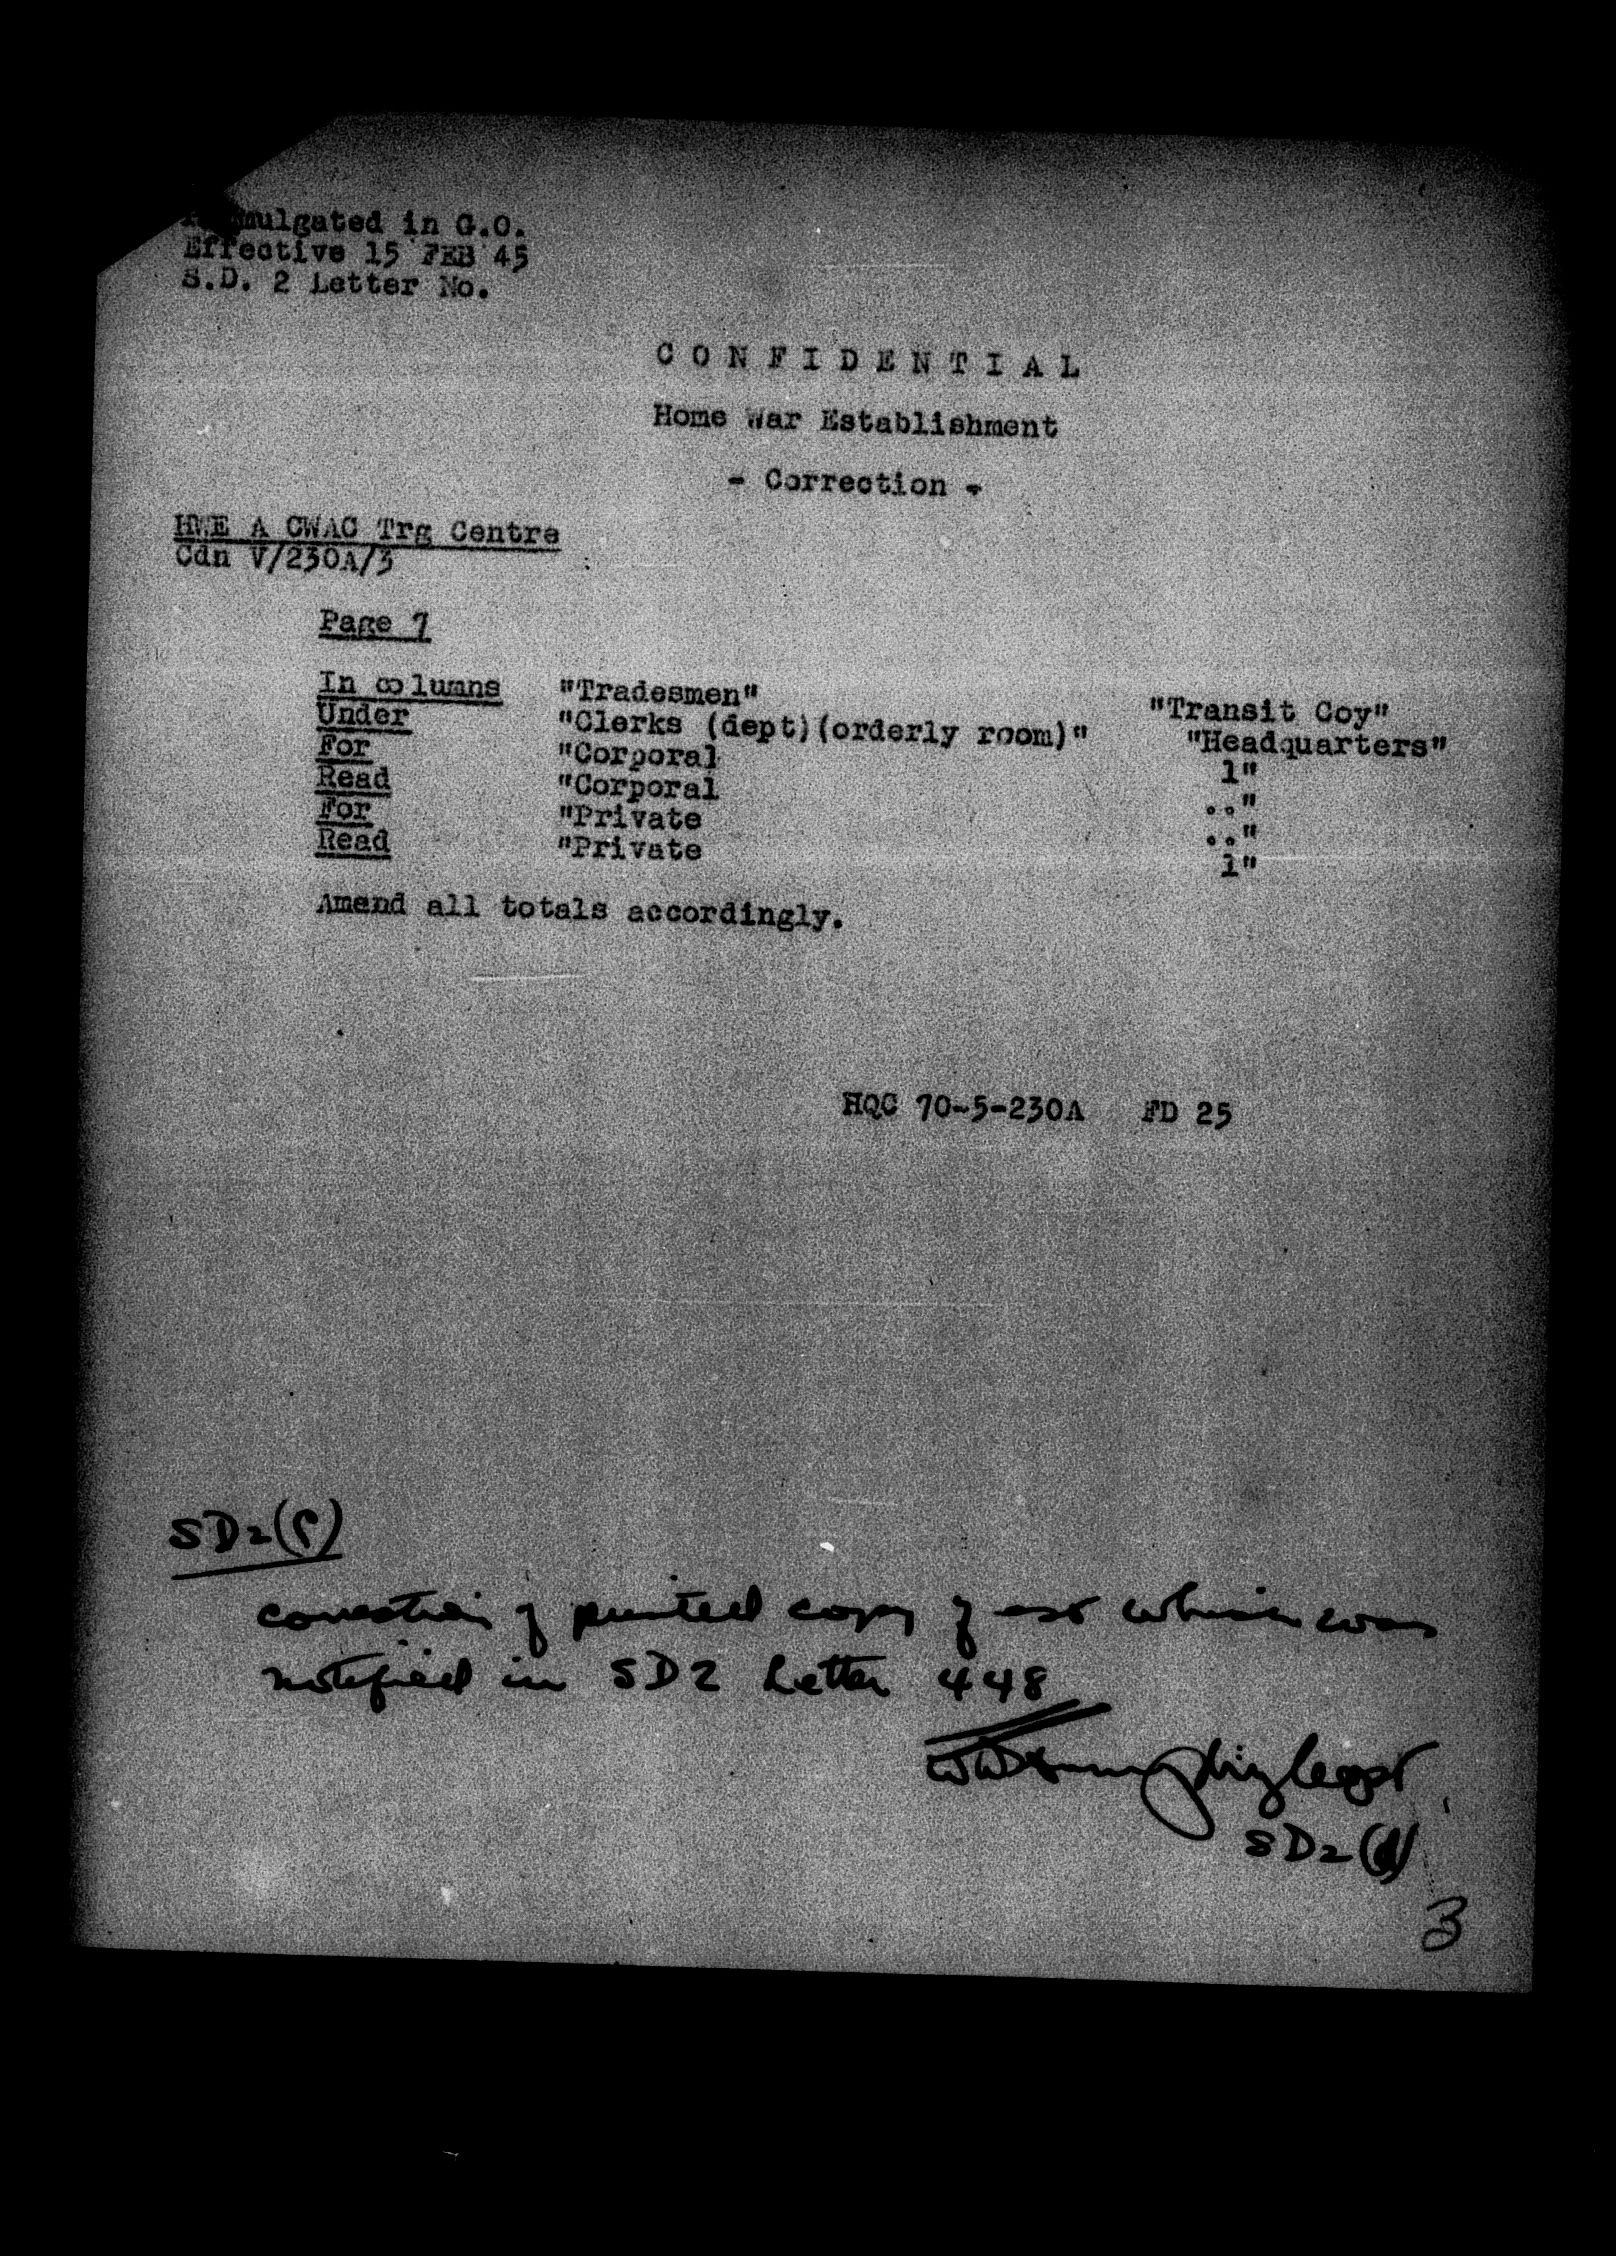 Promulgated in G.O.
Effective 15 FEB 45
S.D. 2 Letter No.
CONFIDENTIAL
Home War Establishment
- Correction -
HWE A CWAC Trg Centre
Cdn V/230A/3
Page 7
In columns "Tradesmen" "Transit Coy"
Under "Clerks (dept)(orderly room)" "Headquarters"
For "Corporal 1"
Read "Corporal .."
For "Private .."
Read "Private 1"
Amend all totals accordingly.
HQC 70-5-230A FD 25
SD2(P)
correction of printed copy of which was
notified in SD2 Letter 448
SD2
3